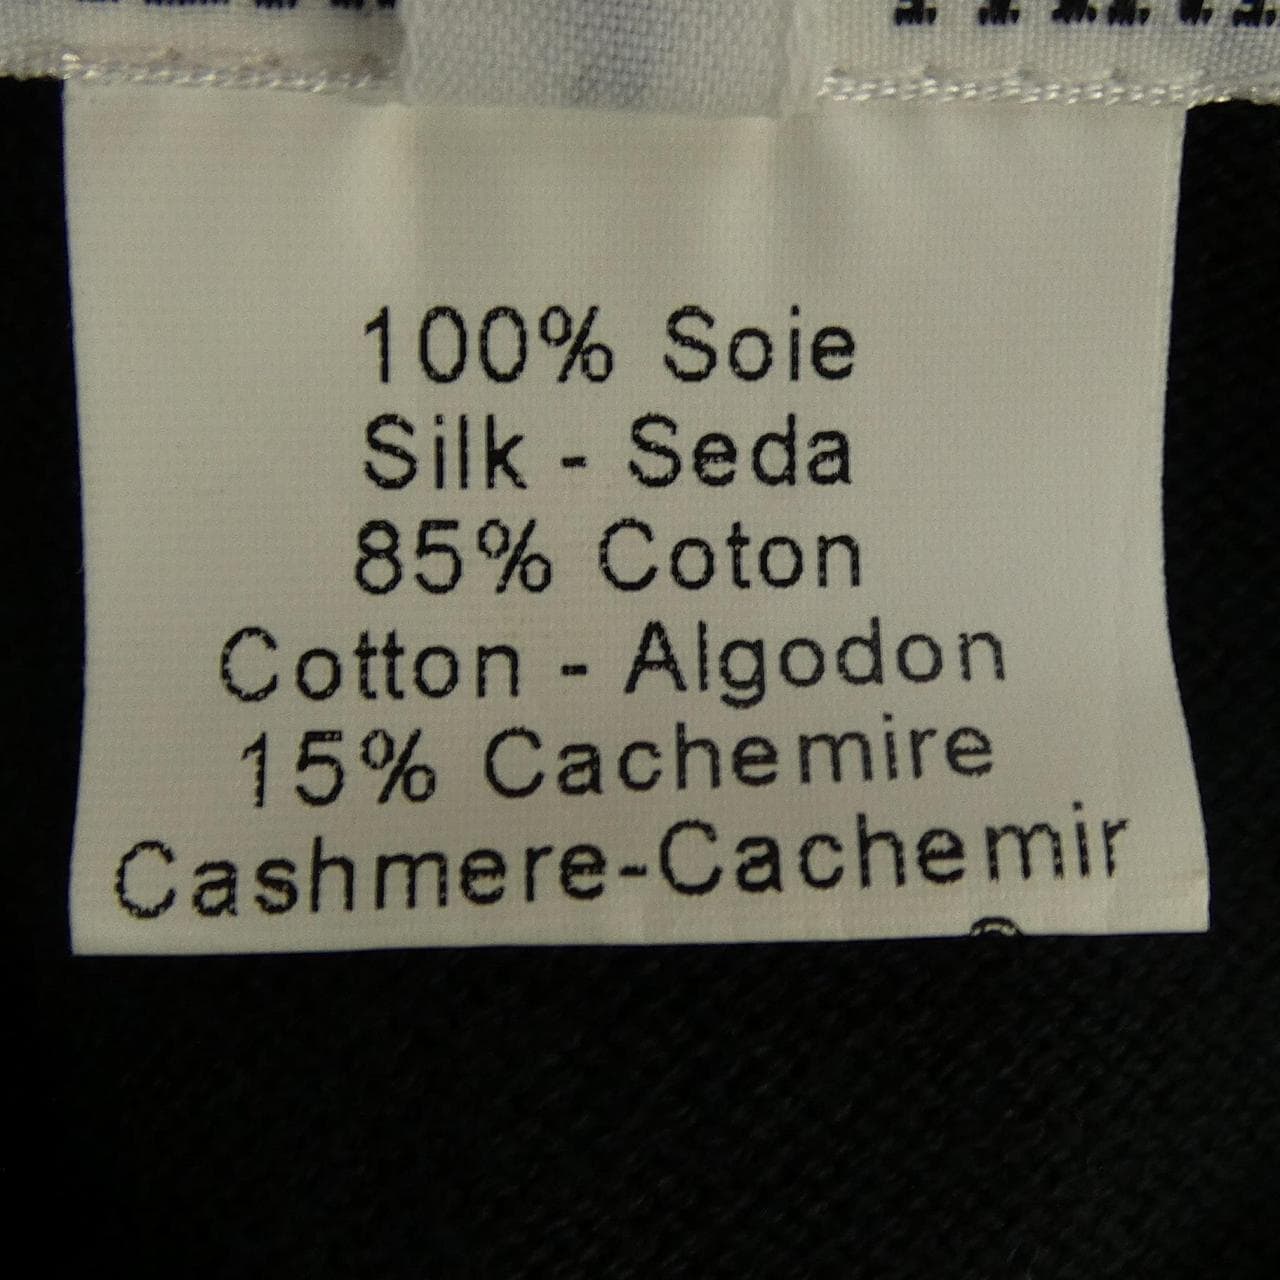 100% Soie
Silk - Seda
85% Coton
Cotton - Algodon
15% Cachemire
Cashmere-Cachemir